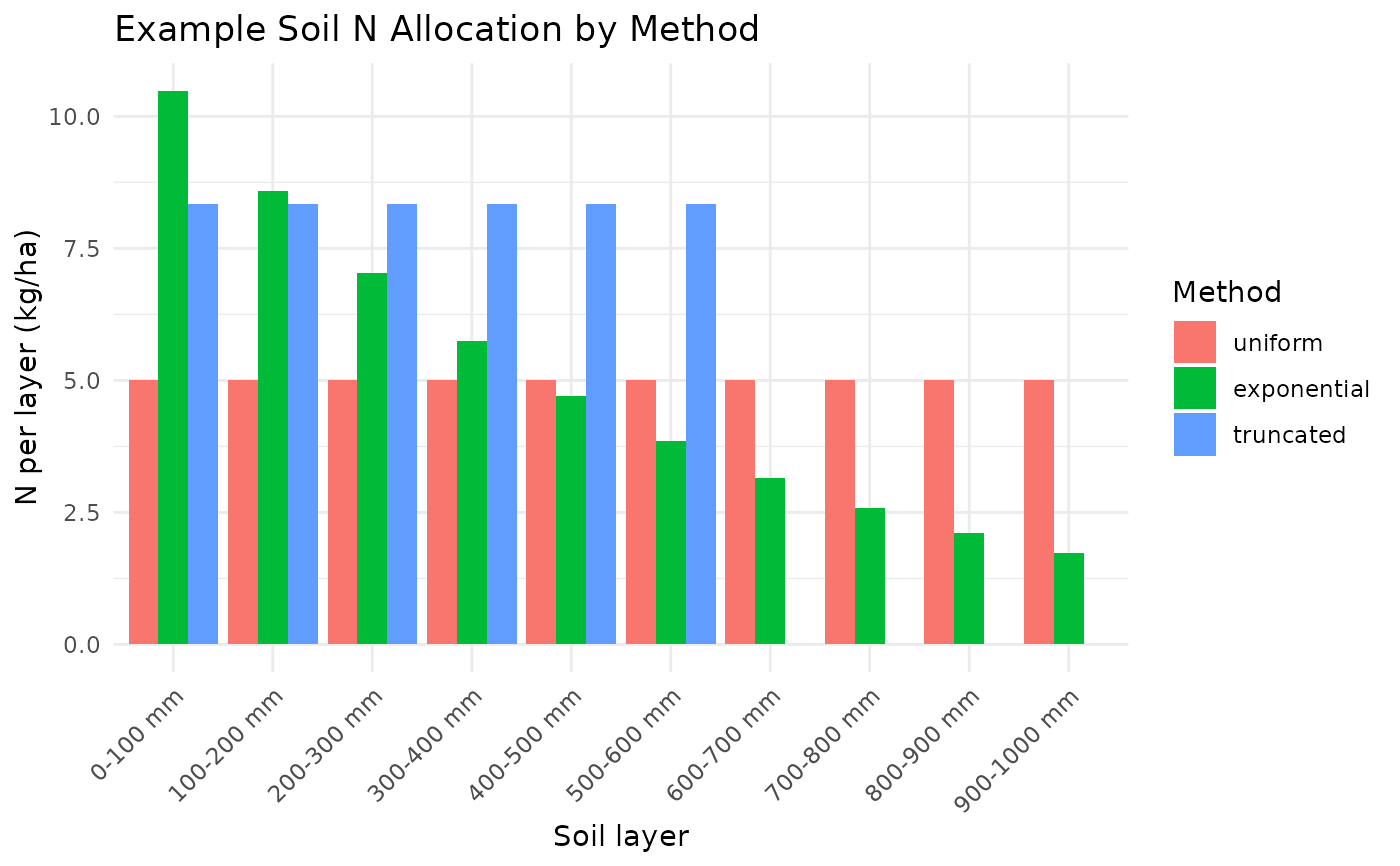 Example Soil N Allocation by Method
N per layer (kg/ha)
10.0
7.5
5.0
2.5
0.0
0-100 mm
100-200 mm
200-300 mm
300-400 mm
400-500 mm
500-600 mm
600-700 mm
700-800 mm
800-900 mm
900-1000 mm
Soil layer
Method
uniform
exponential
truncated